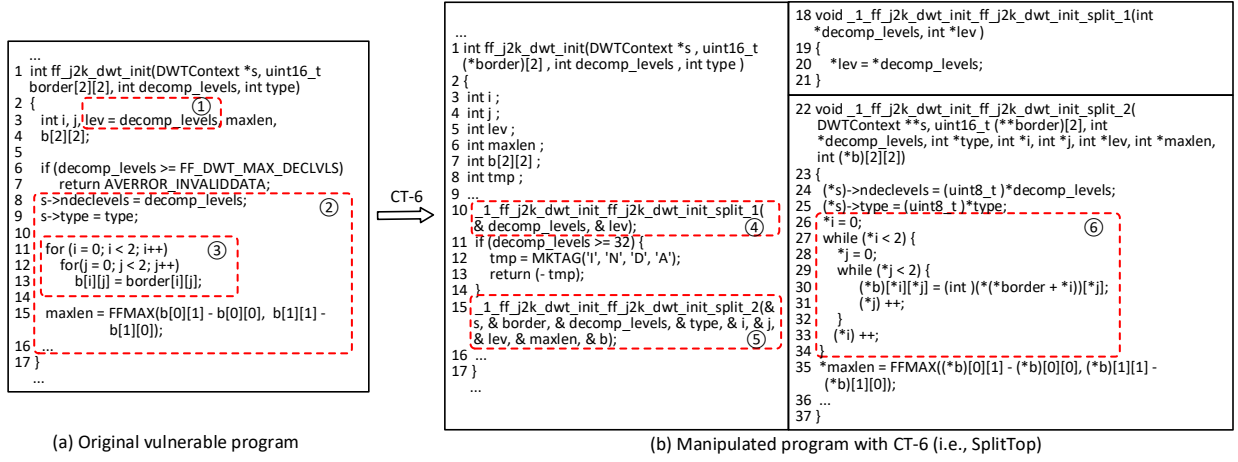 ...
1 int ff_j2k_dwt_init(DWTContext *s, uint16_t
border[2][2], int decomp_levels, int type)
2 {
①
3 int i, j, lev = decomp_levels, maxlen,
4 b[2][2];
5
6 if (decomp_levels >= FF_DWT_MAX_DECLVLS)
7 return AVERROR_INVALIDDATA;
8 s->ndeclevels = decomp_levels;
②
9 s->type = type;
10
11 for (i = 0; i < 2; i++)
③
12 for(j = 0; j < 2; j++)
13 b[i][j] = border[i][j];
14
15 maxlen = FFMAX(b[0][1] - b[0][0], b[1][1] -
b[1][0]);
16 ...
17 }
...
(a) Original vulnerable program
CT-6
...
1 int ff_j2k_dwt_init(DWTContext *s , uint16_t
(*border)[2] , int decomp_levels , int type )
2 {
3 int i ;
4 int j ;
5 int lev ;
6 int maxlen ;
7 int b[2][2] ;
8 int tmp ;
9 ...
10 _1_ff_j2k_dwt_init_ff_j2k_dwt_init_split_1(
& decomp_levels, & lev);
④
11 if (decomp_levels >= 32) {
12 tmp = MKTAG('I', 'N', 'D', 'A');
13 return (- tmp);
14 }
15 _1_ff_j2k_dwt_init_ff_j2k_dwt_init_split_2(&
s, & border, & decomp_levels, & type, & i, & j,
& lev, & maxlen, & b);
⑤
16 ...
17 }
...
18 void _1_ff_j2k_dwt_init_ff_j2k_dwt_init_split_1(int
*decomp_levels, int *lev )
19 {
20 *lev = *decomp_levels;
21 }
22 void _1_ff_j2k_dwt_init_ff_j2k_dwt_init_split_2(
DWTContext **s, uint16_t (**border)[2], int
*decomp_levels, int *type, int *i, int *j, int *lev, int *maxlen,
int (*b)[2][2])
23 {
24 (*s)->ndeclevels = (uint8_t )*decomp_levels;
25 (*s)->type = (uint8_t )*type;
26 *i = 0;
⑥
27 while (*i < 2) {
28 *j = 0;
29 while (*j < 2) {
30 (*b)[*i][*j] = (int )(*(*border + *i))[*j];
31 (*j) ++;
32 }
33 (*i) ++;
34 }
35 *maxlen = FFMAX((*b)[0][1] - (*b)[0][0], (*b)[1][1] -
(*b)[1][0]);
36 ...
37 }
(b) Manipulated program with CT-6 (i.e., SplitTop)